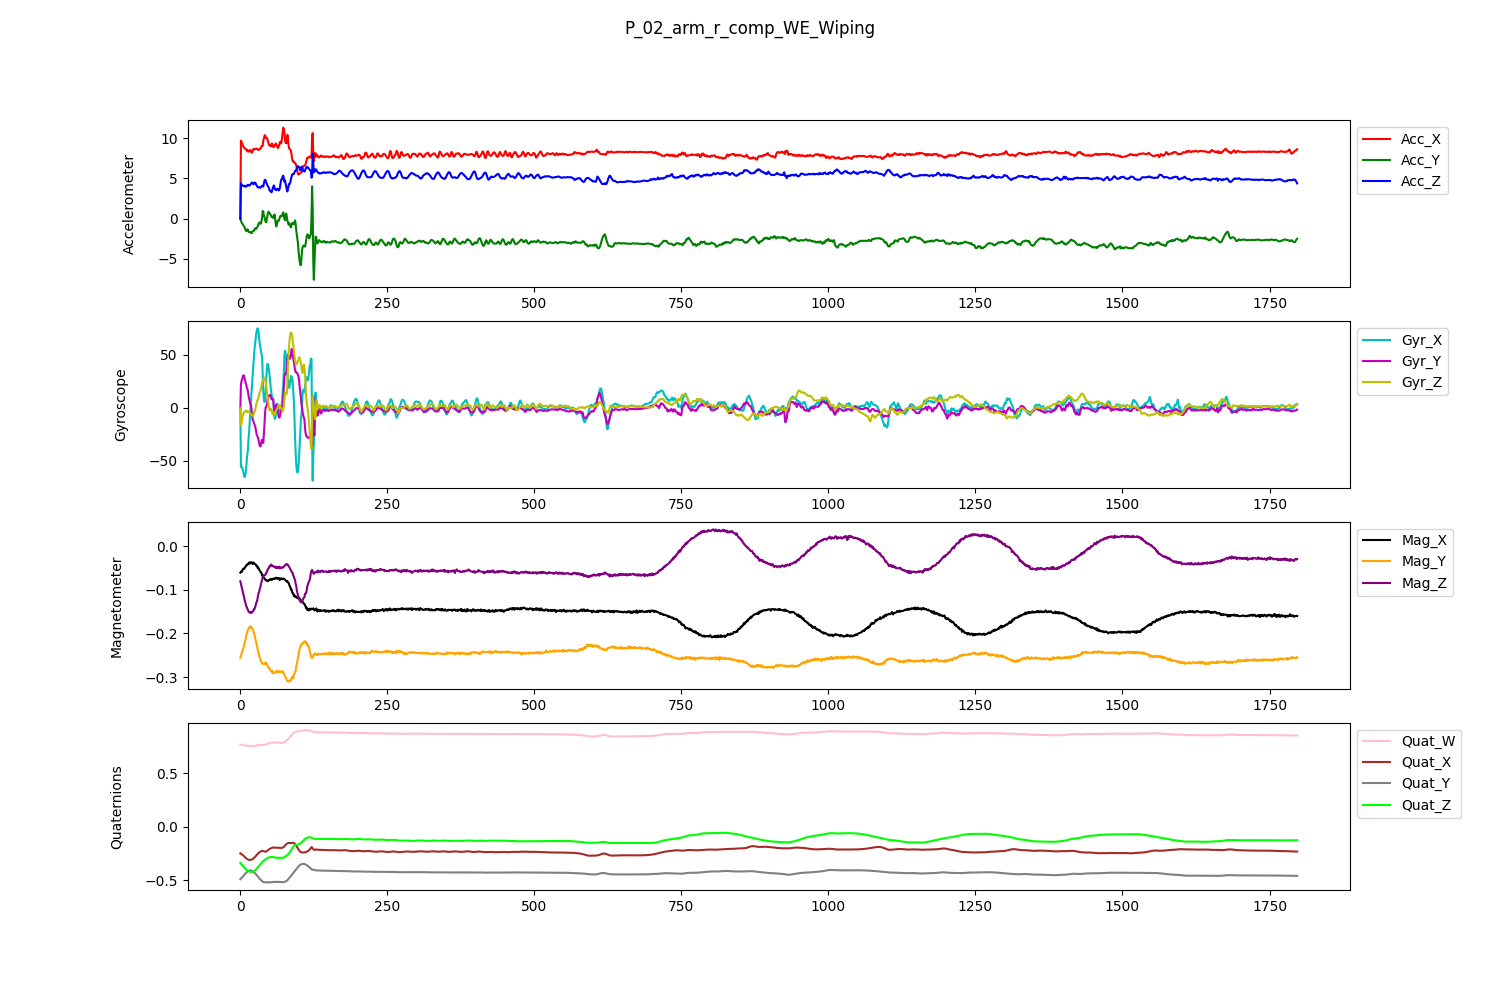 P_02_arm_r_comp_WE_Wiping
Accelerometer
10
5
0
−5
0 250 500 750 1000 1250 1500 1750
Acc_X
Acc_Y
Acc_Z
Gyroscope
50
0
−50
0 250 500 750 1000 1250 1500 1750
Gyr_X
Gyr_Y
Gyr_Z
Magnetometer
0.0
−0.1
−0.2
−0.3
0 250 500 750 1000 1250 1500 1750
Mag_X
Mag_Y
Mag_Z
Quaternions
0.5
0.0
−0.5
0 250 500 750 1000 1250 1500 1750
Quat_W
Quat_X
Quat_Y
Quat_Z